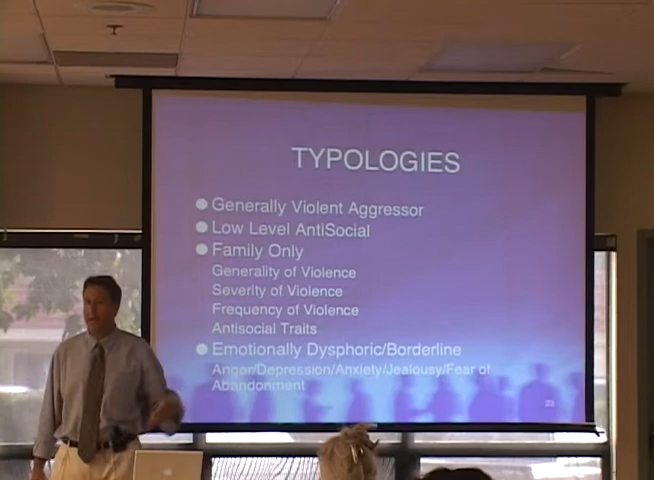 TYPOLOGIES
Generally Violent Aggressor
Low Level AntiSocial
Family Only
Generality of Violence
Severity of Violence
Frequency of Violence
Antisocial Traits
Emotionally Dysphoric/Borderline
Anger/Depression/Anxiety/Jealousy/Fear of
Abandonment
23